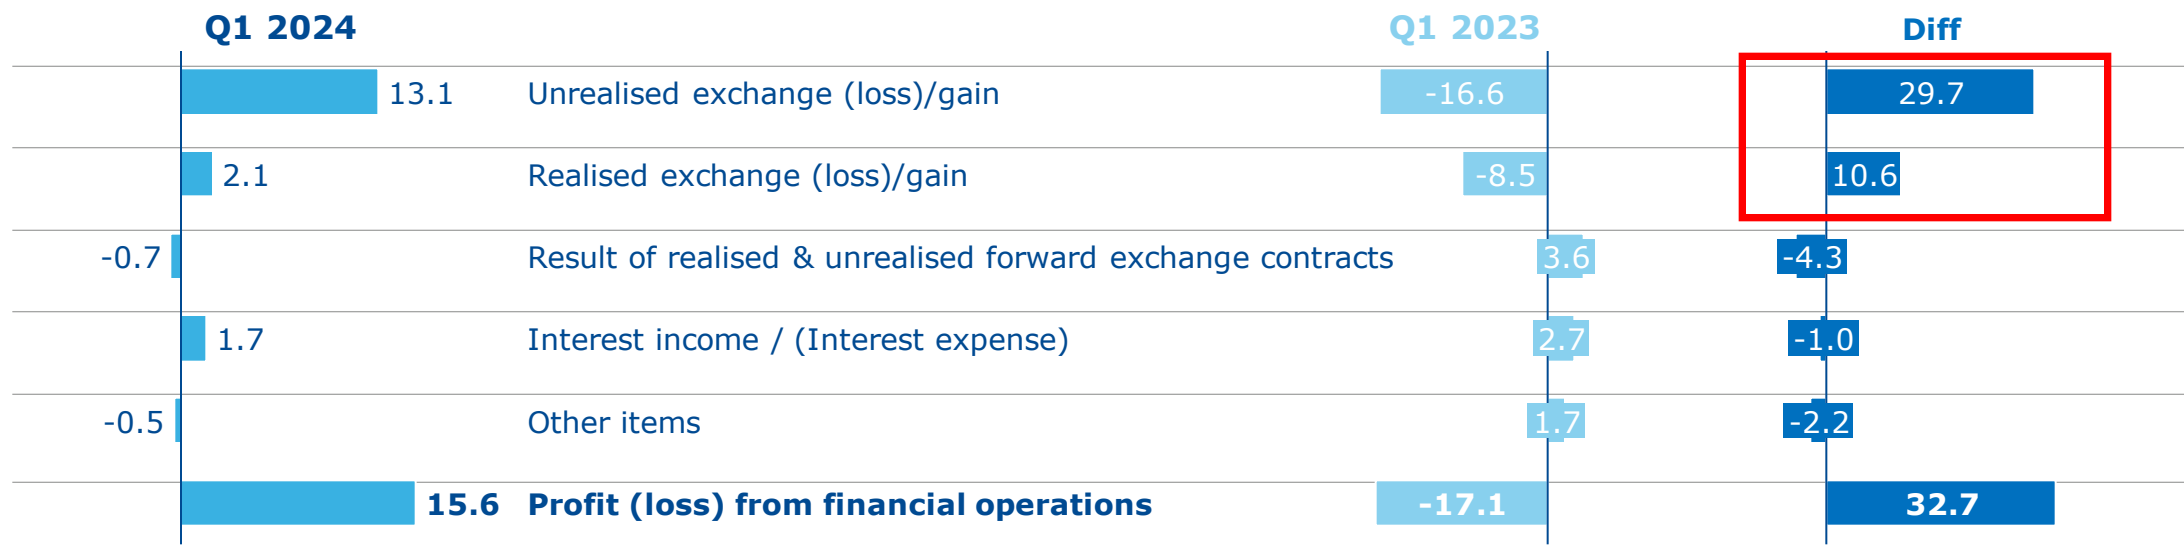 Q1 2024 Q1 2023 Diff
13.1 Unrealised exchange (loss)/gain -16.6 29.7
2.1 Realised exchange (loss)/gain -8.5 10.6
-0.7 Result of realised & unrealised forward exchange contracts 3.6 -4.3
1.7 Interest income / (Interest expense) 2.7 -1.0
-0.5 Other items 1.7 -2.2
15.6 Profit (loss) from financial operations -17.1 32.7